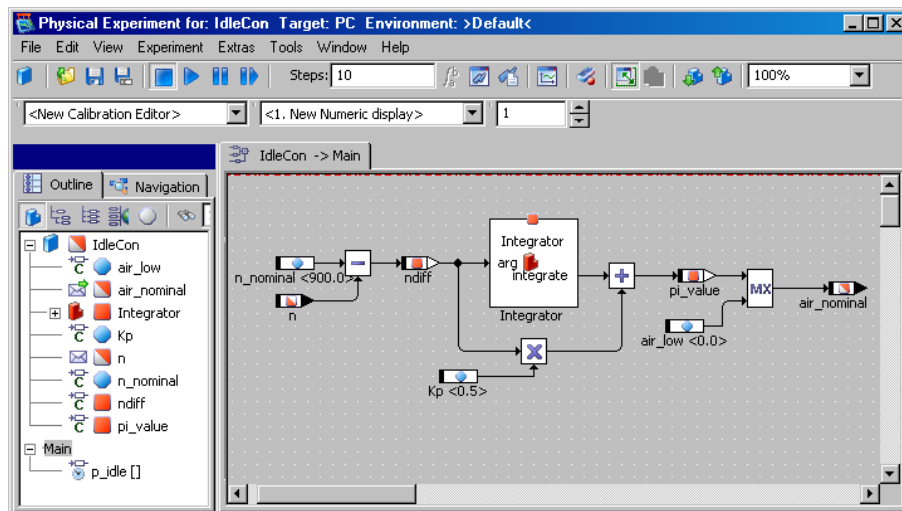 Physical Experiment for: IdleCon Target: PC Environment: >Default<
File Edit View Experiment Extras Tools Window Help
Steps: 10 100%
<New Calibration Editor> <1. New Numeric display> 1
IdleCon -> Main
Outline Navigation
IdleCon
air_low
air_nominal
Integrator
Kp
n
n_nominal
ndiff
pi_value
Main
p_idle []
Integrator
arg
integrate
Integrator
n_nominal <900.0>
n
ndiff
Kp <0.5>
pi_value
MX
air_low <0.0>
air_nominal